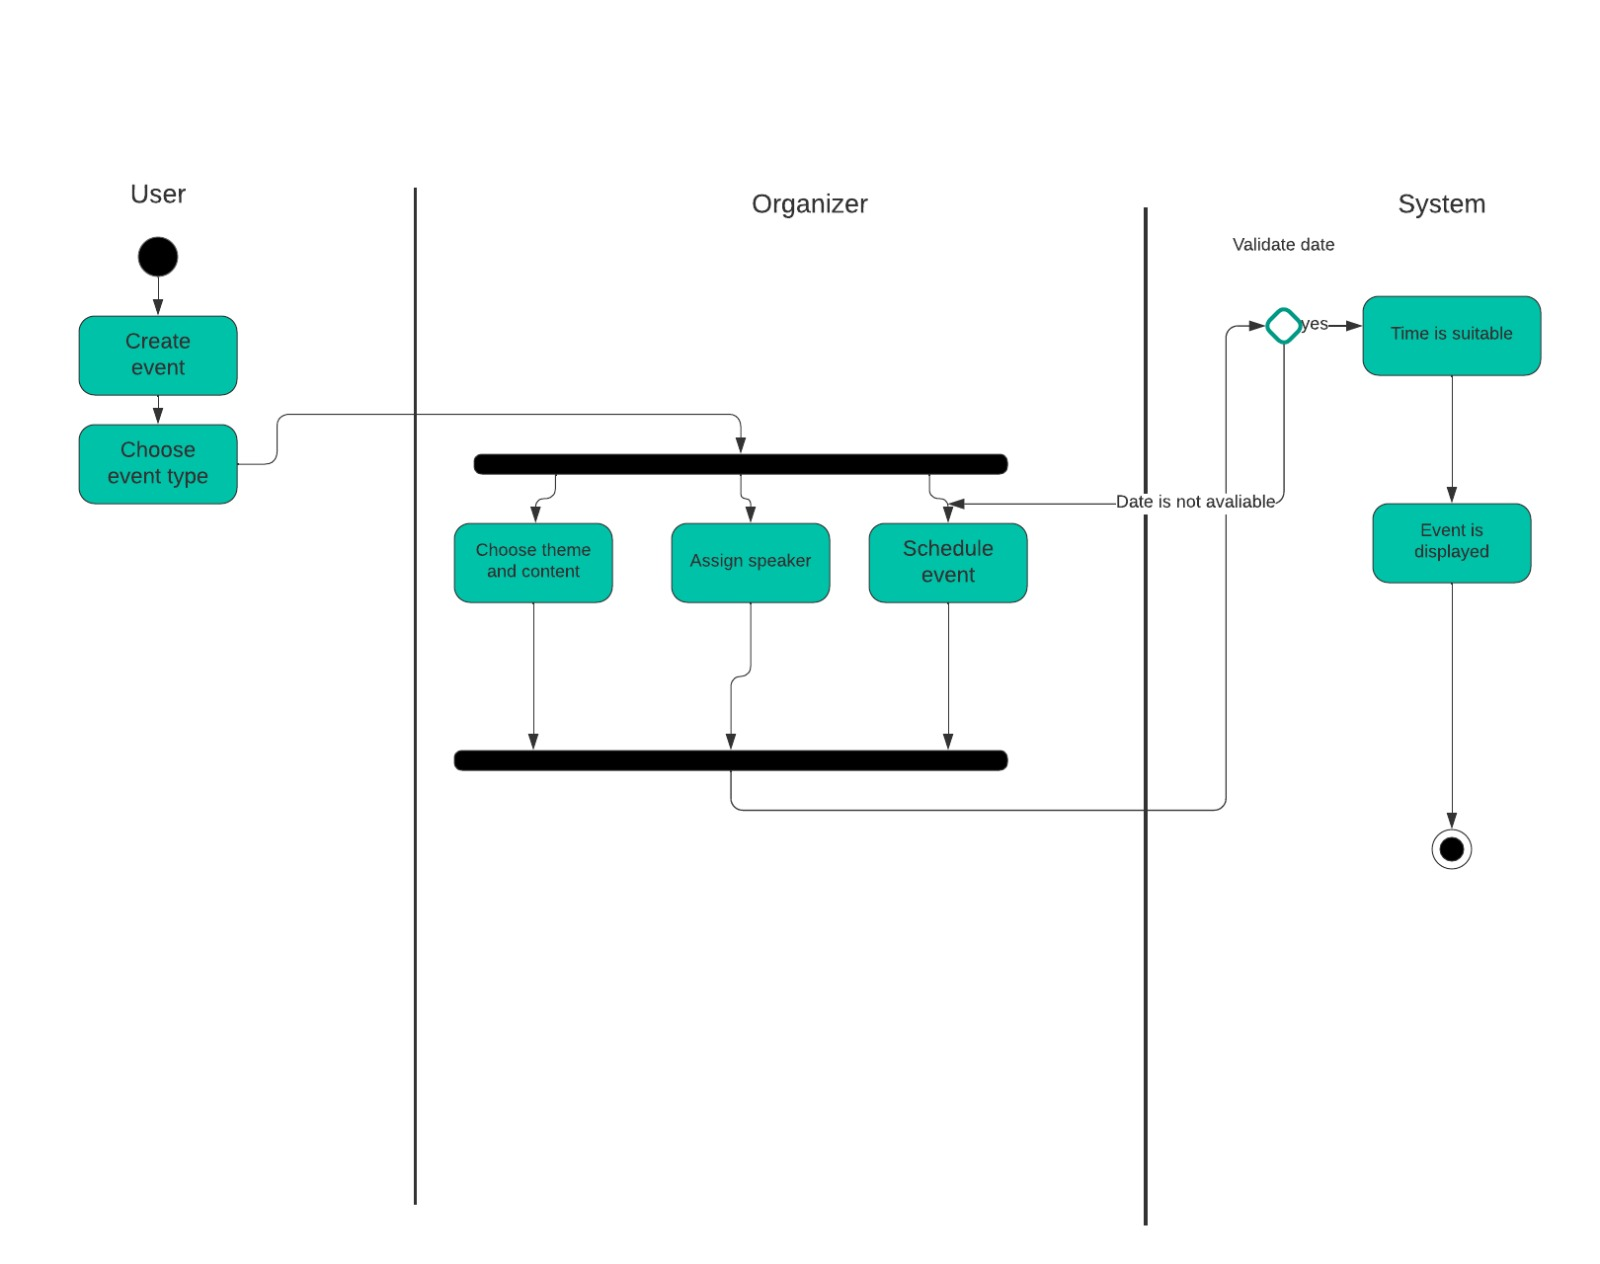 User
Organizer
System
Validate date
Create
event
yes
Time is suitable
Choose
event type
Date is not avaliable
Choose theme
and content
Assign speaker
Schedule
event
Event is
displayed